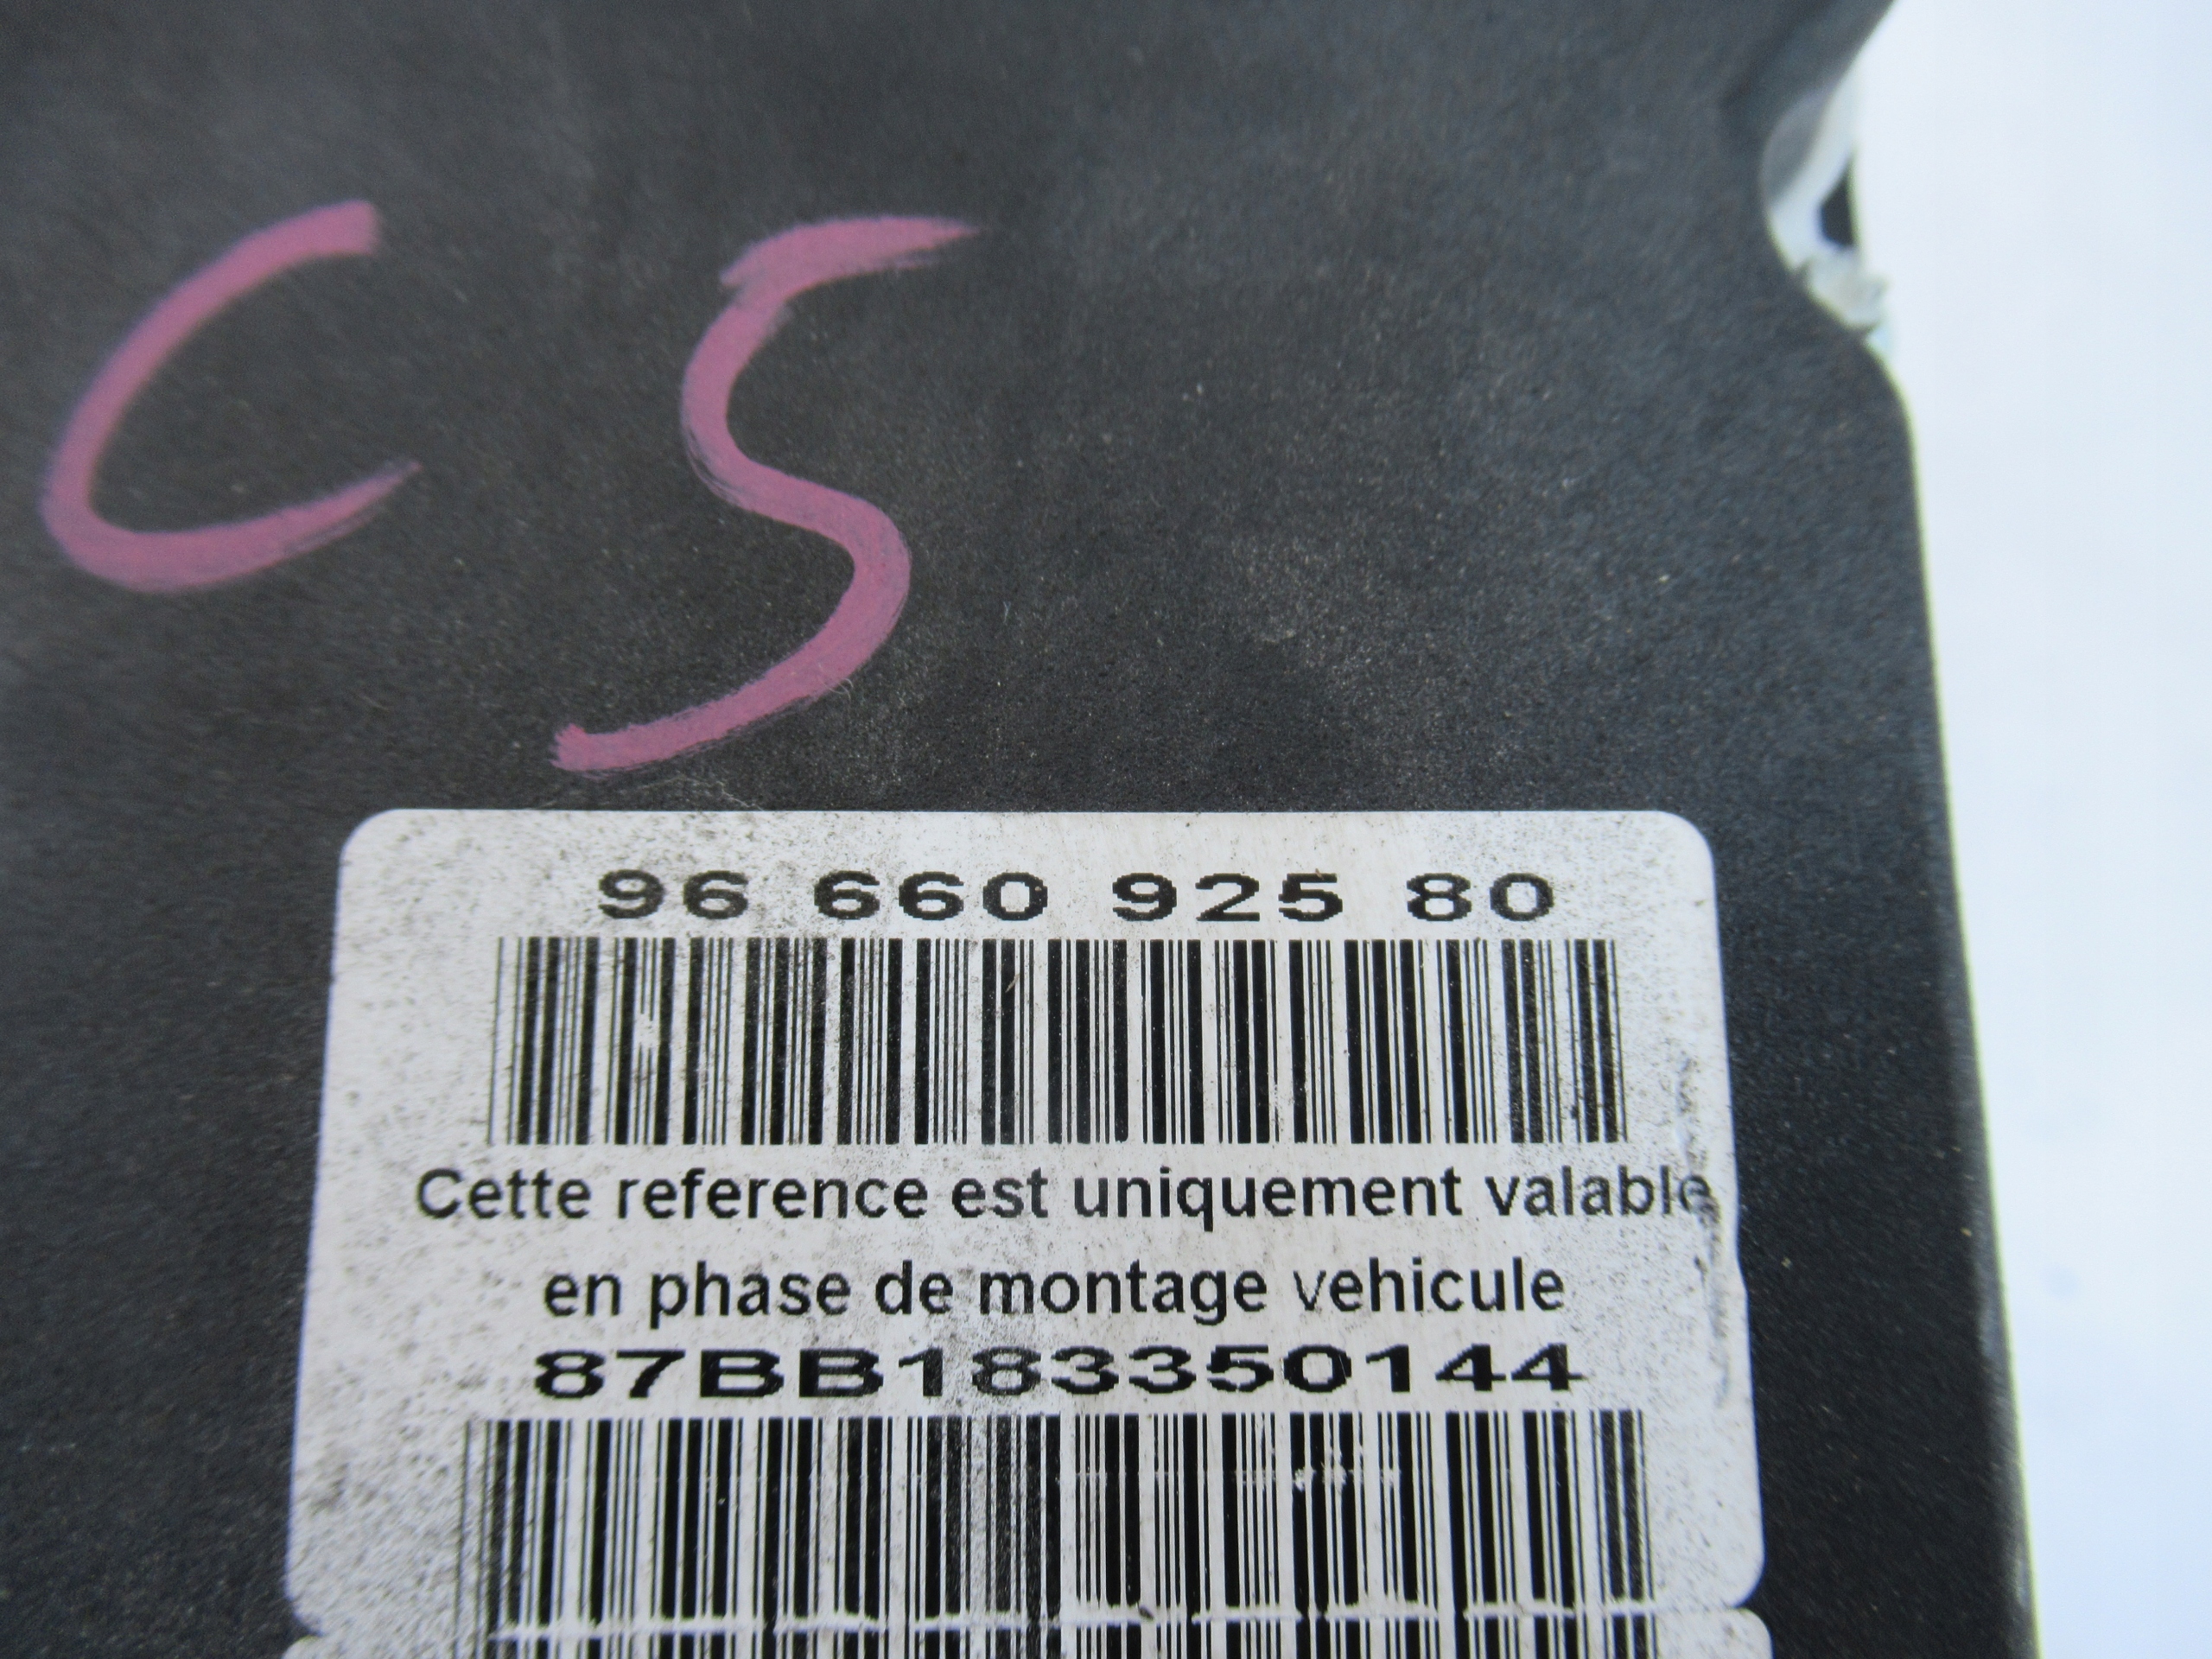 C5
96 660 925 80
Cette reference est uniquement valable
en phase de montage vehicule
87BB183350144